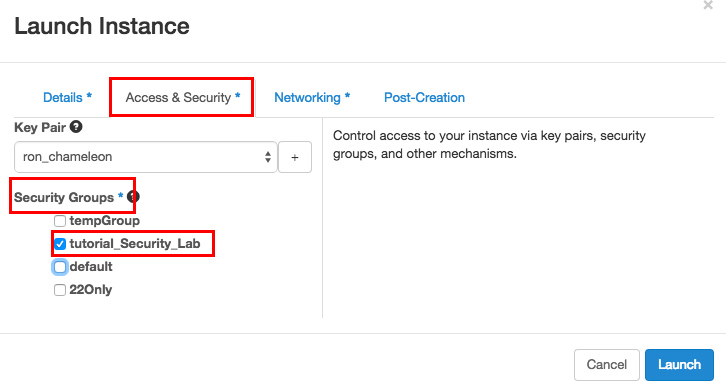 Launch Instance
Details *
Access & Security *
Networking *
Post-Creation
Key Pair
ron_chameleon
+
Control access to your instance via key pairs, security
groups, and other mechanisms.
Security Groups *
tempGroup
tutorial_Security_Lab
default
22Only
Cancel
Launch